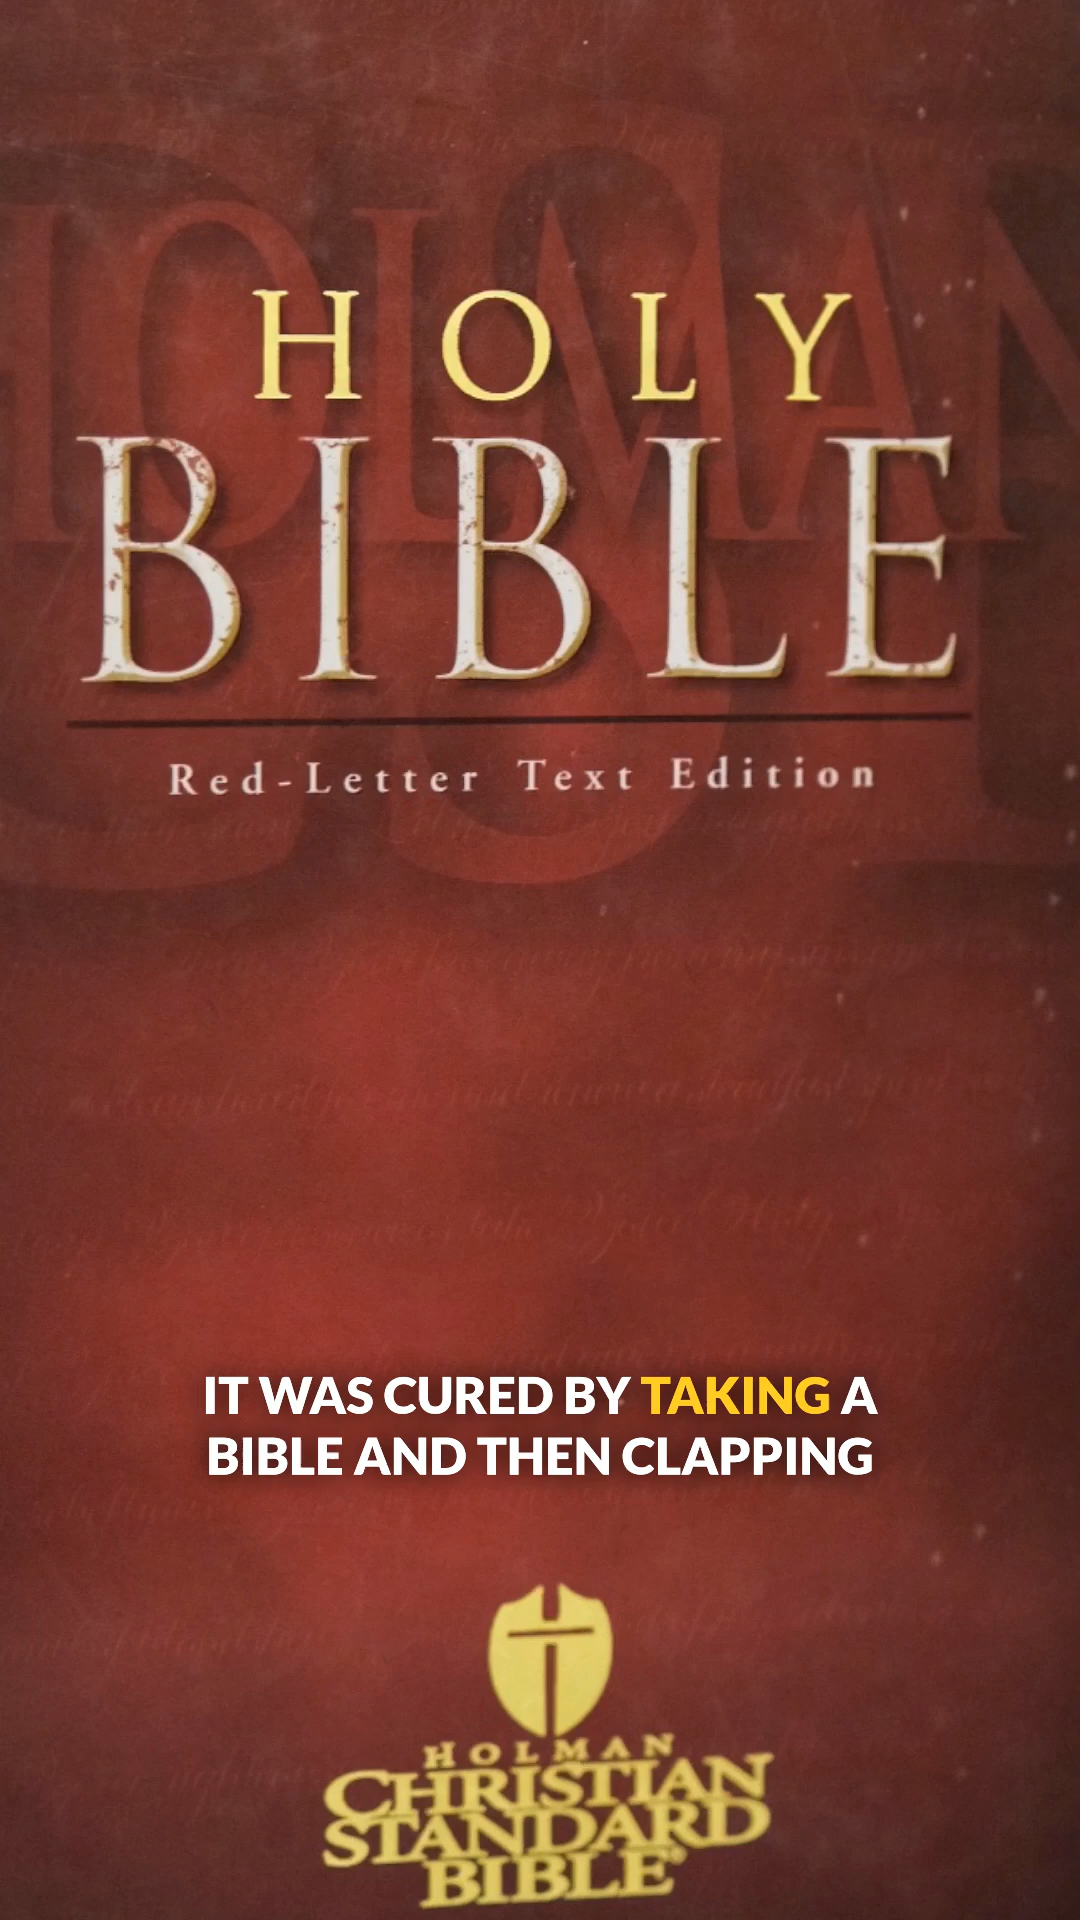 HOLMAN
HOLY
BIBLE
Red-Letter Text Edition
IT WAS CURED BY TAKING A
BIBLE AND THEN CLAPPING
HOLMAN
CHRISTIAN
STANDARD
BIBLE®